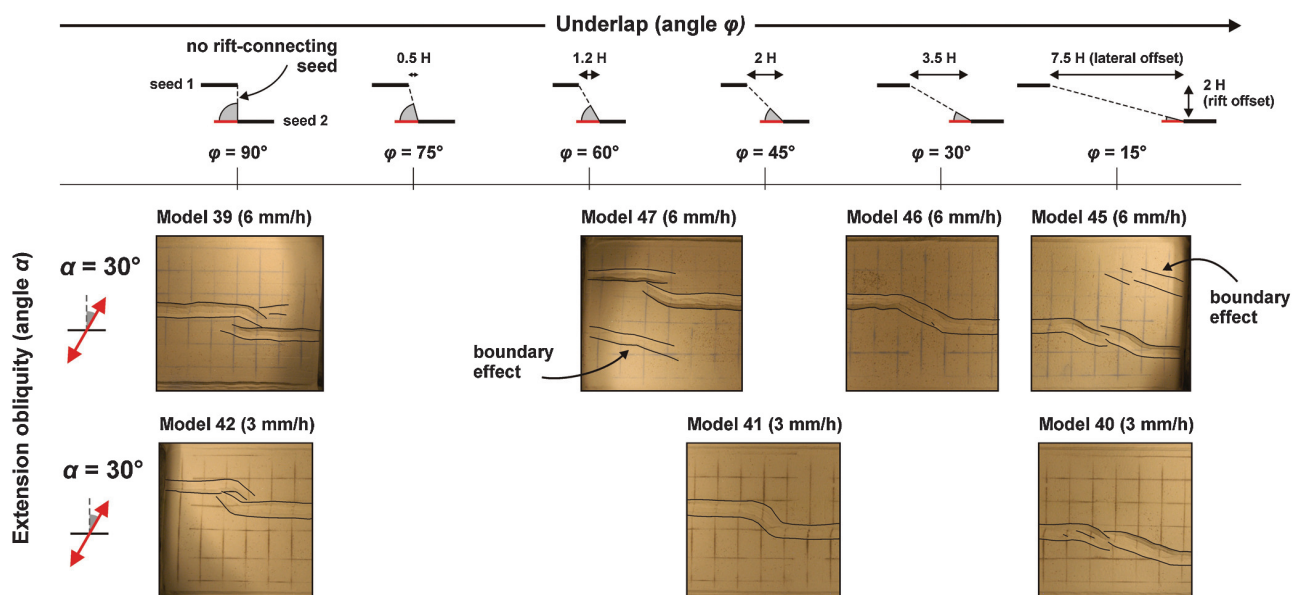 Underlap (angle φ)
no rift-connecting
seed
seed 1
seed 2
0.5 H
1.2 H
2 H
3.5 H
7.5 H (lateral offset)
2 H
(rift offset)
φ = 90°
φ = 75°
φ = 60°
φ = 45°
φ = 30°
φ = 15°
Extension obliquity (angle α)
Model 39 (6 mm/h)
Model 47 (6 mm/h)
Model 46 (6 mm/h)
Model 45 (6 mm/h)
α = 30°
boundary
effect
boundary
effect
Model 42 (3 mm/h)
Model 41 (3 mm/h)
Model 40 (3 mm/h)
α = 30°